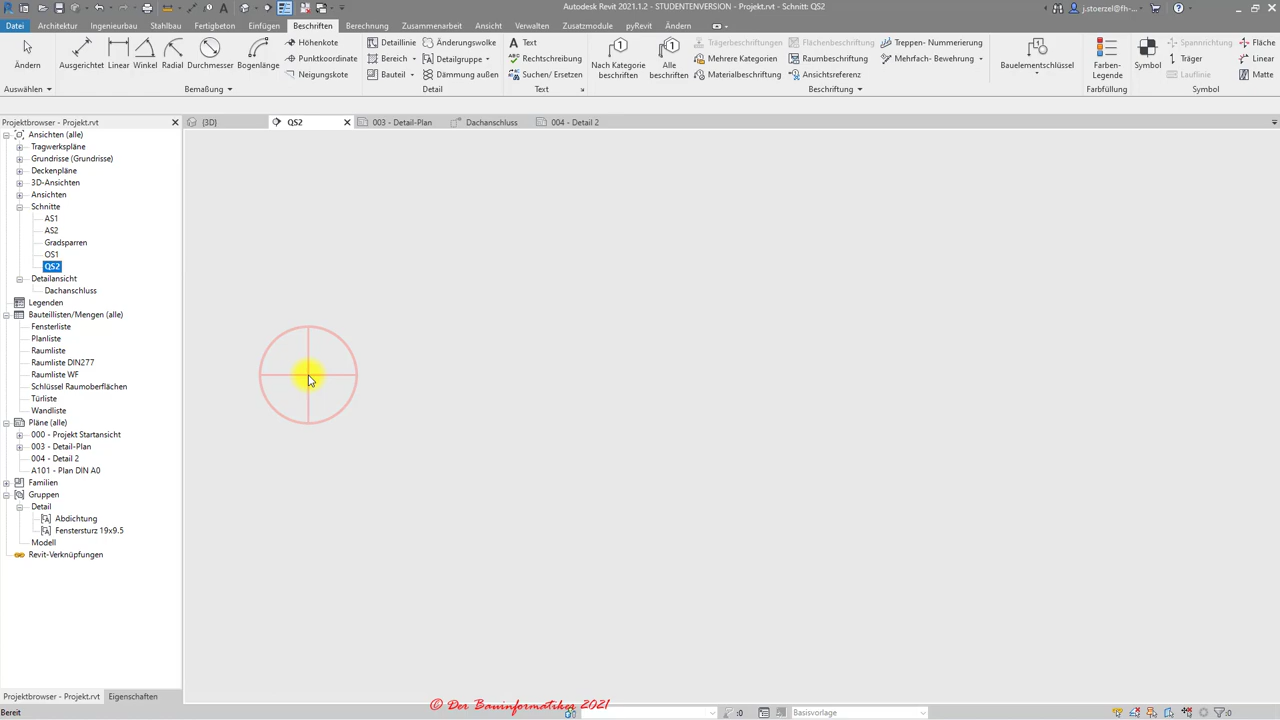 Autodesk Revit 2021.1.2 - STUDENTENVERSION - Projekt.rvt - Schnitt: QS2
j.stoerzel@fh-...
Datei Architektur Ingenieurbau Stahlbau Fertigbeton Einfügen Beschriften Berechnung Zusammenarbeit Ansicht Verwalten Zusatzmodule pyRevit Ändern
Ändern
Auswählen
Ausgerichtet Linear Winkel Radial Durchmesser Bogenlänge
Höhenkote
Punktkoordinate
Neigungskote
Bemaßung
Detaillinie Änderungswolke
Bereich Detailgruppe
Bauteil Dämmung außen
Detail
Text
Rechtschreibung
Suchen/ Ersetzen
Text
Nach Kategorie beschriften
Alle beschriften
Trägerbeschriftungen Flächenbeschriftung Treppen- Nummerierung
Mehrere Kategorien Raumbeschriftung Mehrfach- Bewehrung
Materialbeschriftung Ansichtsreferenz
Beschriftung
Bauelementschlüssel
Farben-Legende
Farbfüllung
Symbol
Spannrichtung Fläche
Träger Linear
Lauflinie Matte
Symbol
Projektbrowser - Projekt.rvt
{3D} QS2 003 - Detail-Plan Dachanschluss 004 - Detail 2
Ansichten (alle)
Tragwerkspläne
Grundrisse (Grundrisse)
Deckenpläne
3D-Ansichten
Ansichten
Schnitte
AS1
AS2
Gradsparren
OS1
QS2
Detailansicht
Dachanschluss
Legenden
Bauteillisten/Mengen (alle)
Fensterliste
Planliste
Raumliste
Raumliste DIN277
Raumliste WF
Schlüssel Raumoberflächen
Türliste
Wandliste
Pläne (alle)
000 - Projekt Startansicht
003 - Detail-Plan
004 - Detail 2
A101 - Plan DIN A0
Familien
Gruppen
Detail
Abdichtung
Fenstersturz 19x9.5
Modell
Revit-Verknüpfungen
Projektbrowser - Projekt.rvt Eigenschaften
© Der Bauinformatiker 2021
Bereit :0 Basisvorlage :0